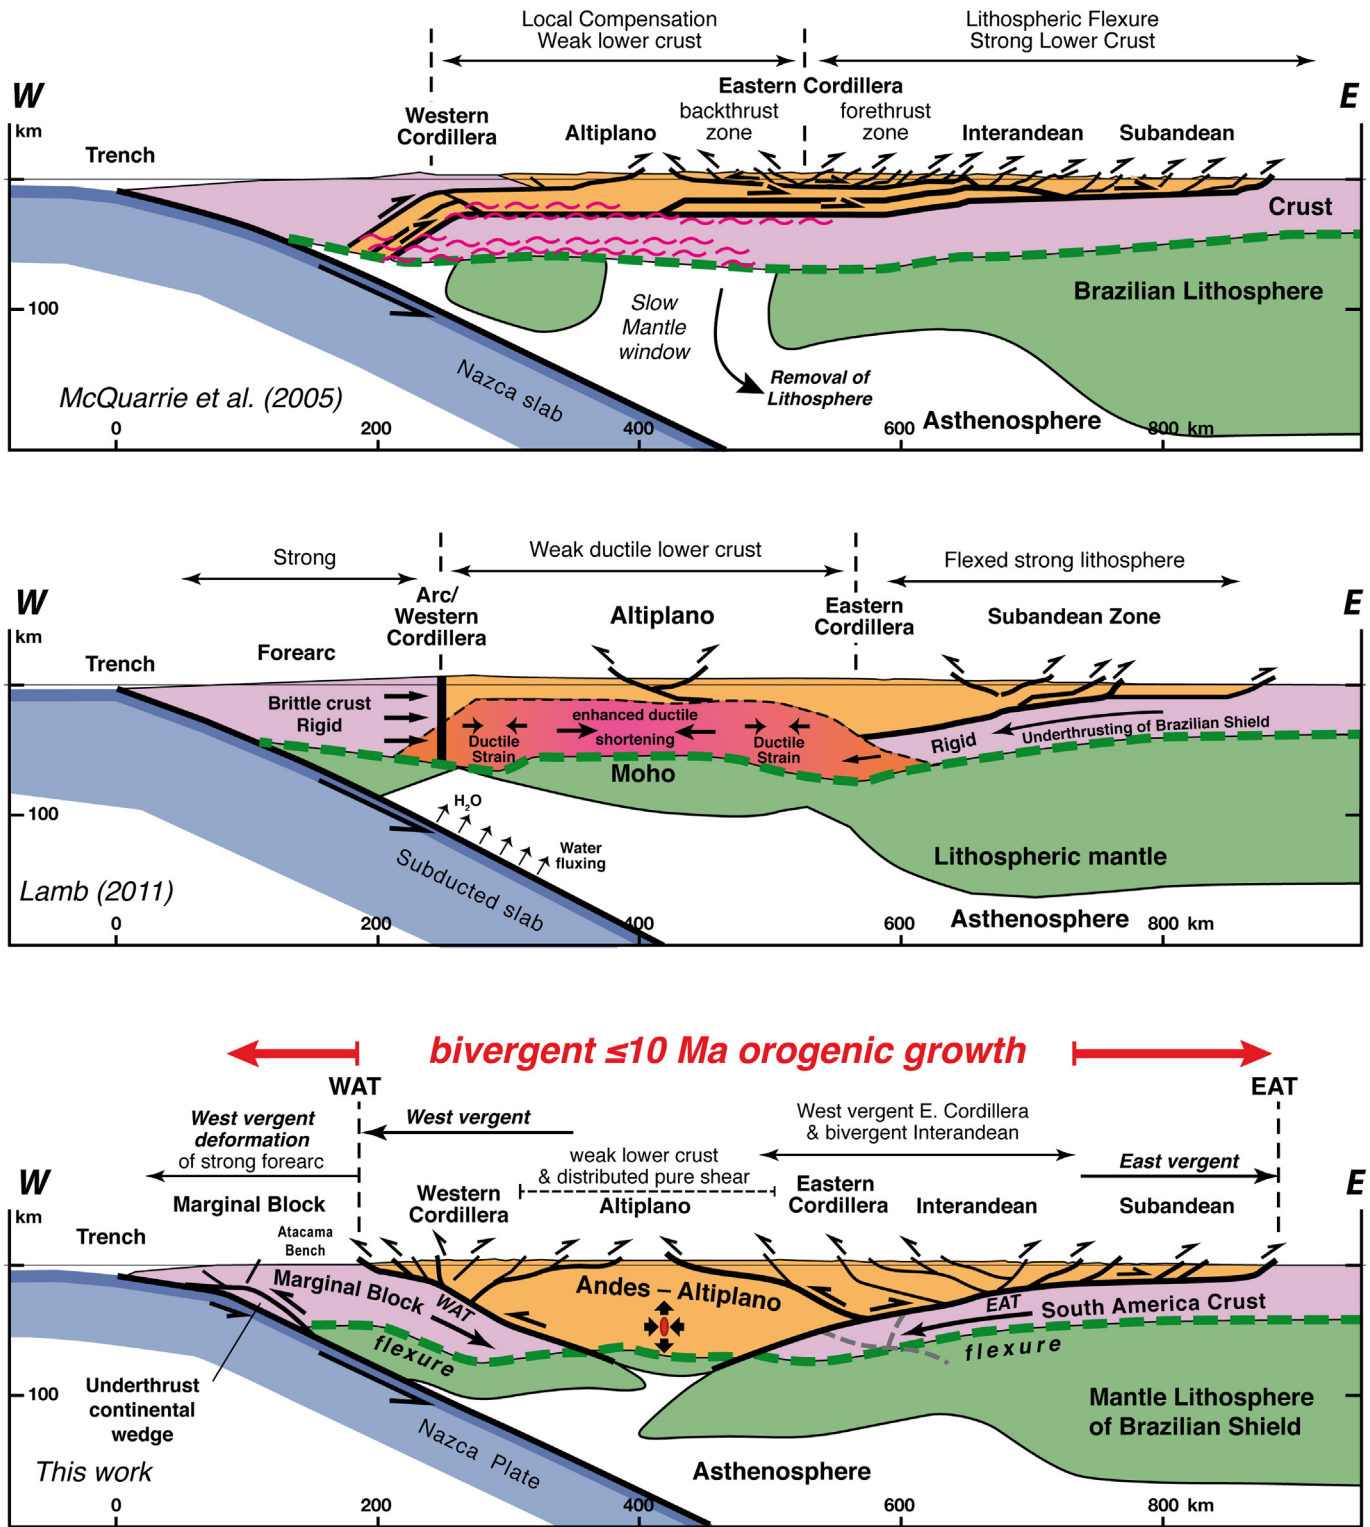 Local Compensation
Weak lower crust
Lithospheric Flexure
Strong Lower Crust
W
E
km
Eastern Cordillera
backthrust
zone
forethrust
zone
Western
Cordillera
Altiplano
Interandean
Subandean
Trench
Crust
100
Brazilian Lithosphere
Slow
Mantle
window
Nazca slab
Removal of
Lithosphere
McQuarrie et al. (2005)
Asthenosphere
0
200
400
600
800 km
Strong
Weak ductile lower crust
Flexed strong lithosphere
W
E
km
Arc/
Western
Cordillera
Altiplano
Eastern
Cordillera
Subandean Zone
Forearc
Trench
Brittle crust
Rigid
enhanced ductile
shortening
Ductile
Strain
Ductile
Strain
Rigid
Underthrusting of Brazilian Shield
Moho
100
H2O
Water
fluxing
Subducted slab
Lithospheric mantle
Lamb (2011)
Asthenosphere
0
200
400
600
800 km
bivergent ≤10 Ma orogenic growth
WAT
EAT
West vergent
deformation
of strong forearc
West vergent
West vergent E. Cordillera
& bivergent Interandean
weak lower crust
& distributed pure shear
East vergent
W
E
km
Marginal Block
Western
Cordillera
Altiplano
Eastern
Cordillera
Interandean
Subandean
Trench
Atacama
Bench
Marginal Block
WAT
Andes – Altiplano
EAT
South America Crust
flexure
flexure
100
Underthrust
continental
wedge
Nazca Plate
Mantle Lithosphere
of Brazilian Shield
This work
Asthenosphere
0
200
400
600
800 km